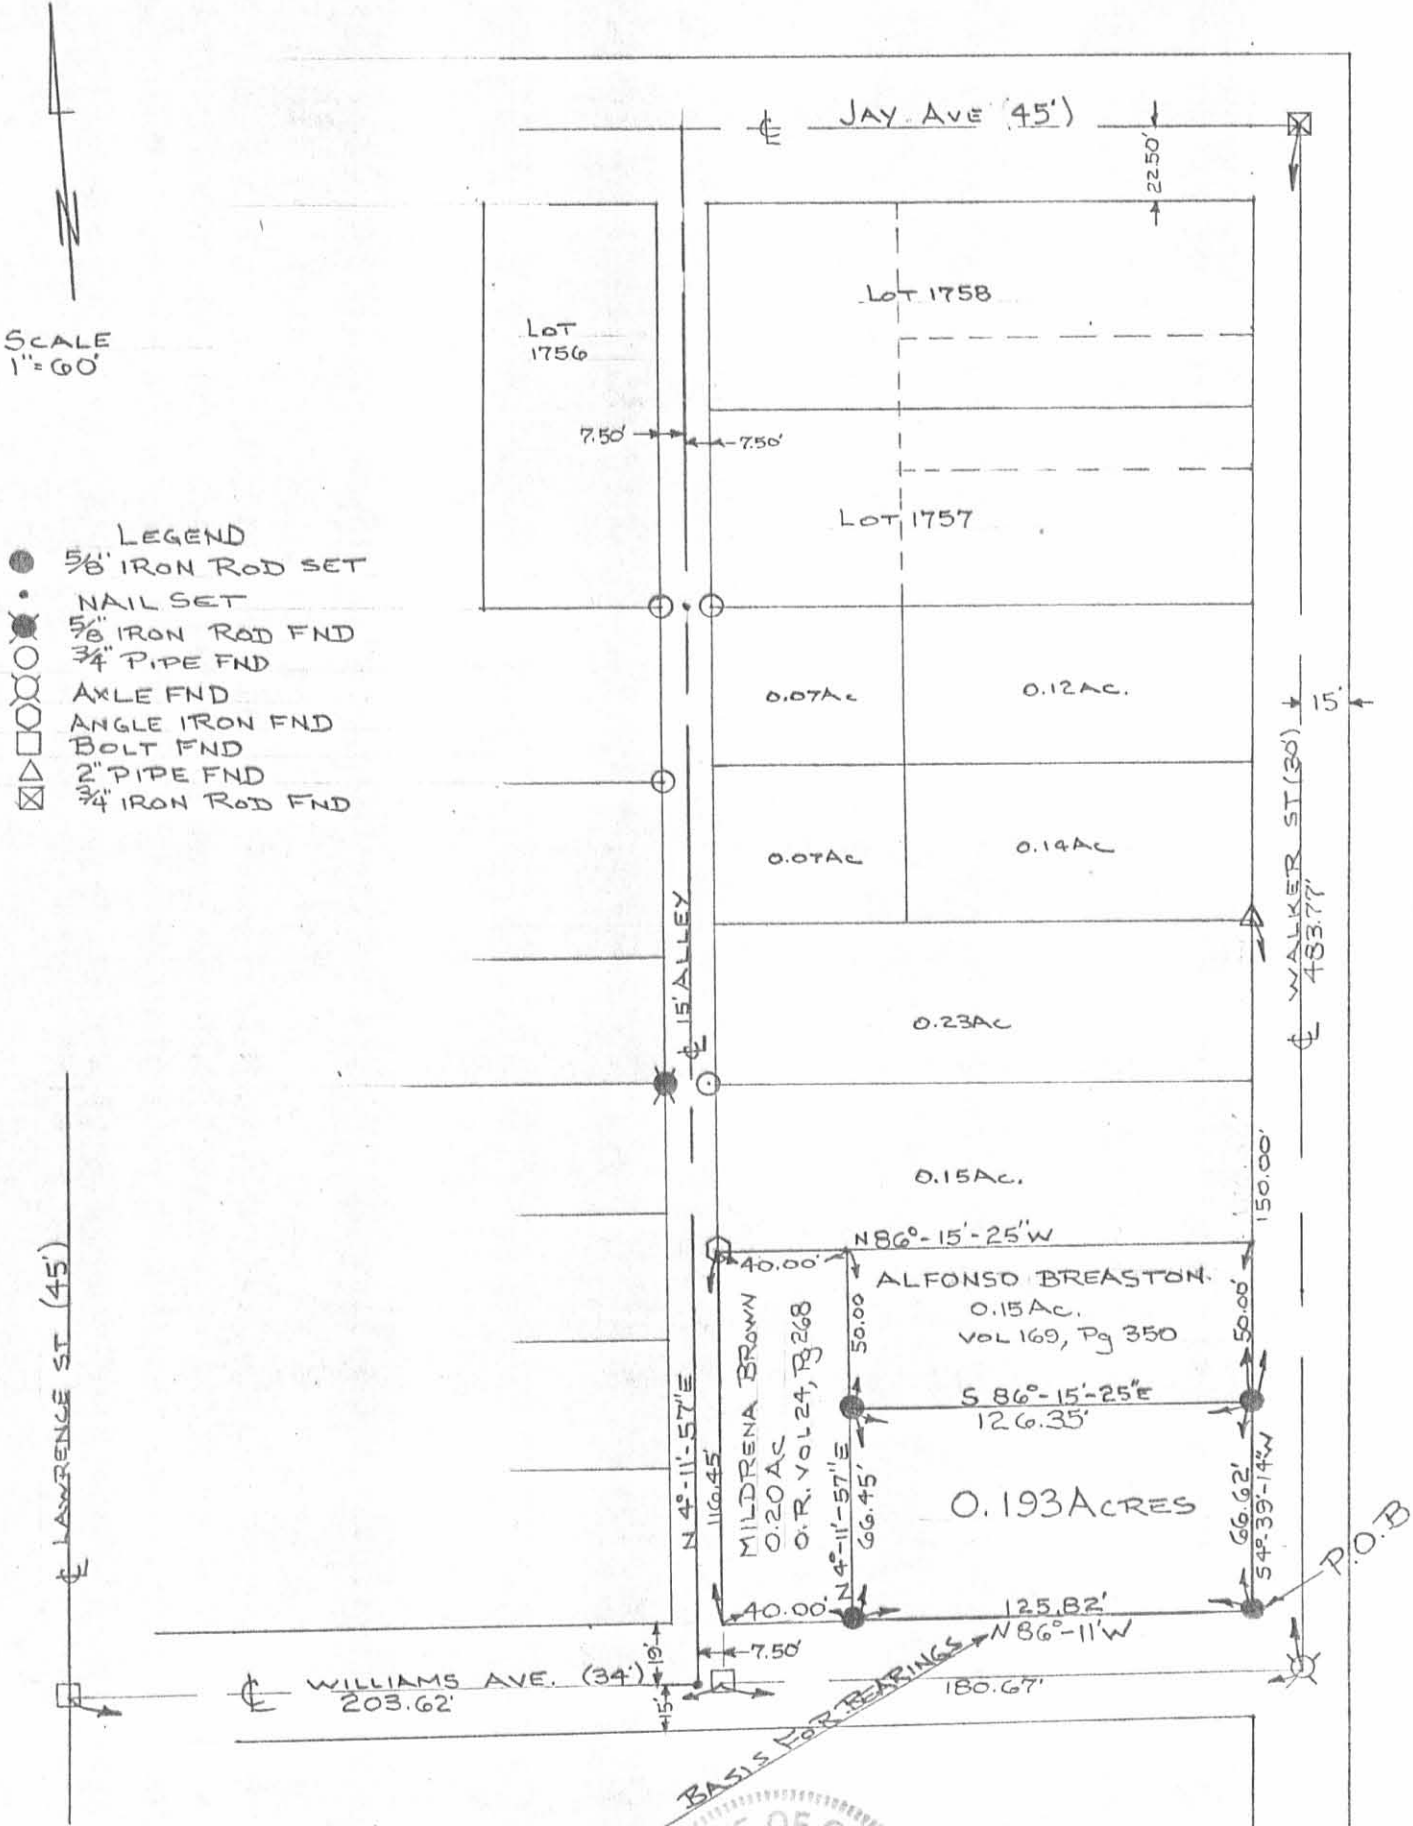 JAY AVE (45')
22.50'
SCALE
1"=60'
LOT 1758
LOT
1756
7.50'
7.50'
LOT 1757
LEGEND
5/8" IRON ROD SET
NAIL SET
5/8" IRON ROD FND
3/4" PIPE FND
AXLE FND
ANGLE IRON FND
BOLT FND
2" PIPE FND
3/4" IRON ROD FND
0.07Ac
0.12AC.
15'
0.07Ac
0.14AC
WALKER ST (30')
483.77'
15' ALLEY
0.23AC
0.15AC.
150.00'
LAWRENCE ST (45')
N86°-15'-25"W
40.00'
ALFONSO BREASTON.
0.15 Ac.
VOL 169, Pg 350
50.00
50.00'
MILDRENA BROWN
0.20 AC
O.R. VOL 24, Pg 268
S 86°-15'-25"E
126.35'
N 4°-11'-57"E
116.45'
N 4°-11'-57"E
66.45'
0.193 ACRES
66.62'
S4°-39'-14"W
P.O.B
40.00'
125.82'
N86°-11'W
19'
7.50'
WILLIAMS AVE. (34')
203.62'
180.67'
15'
BASIS FOR BEARINGS
OF